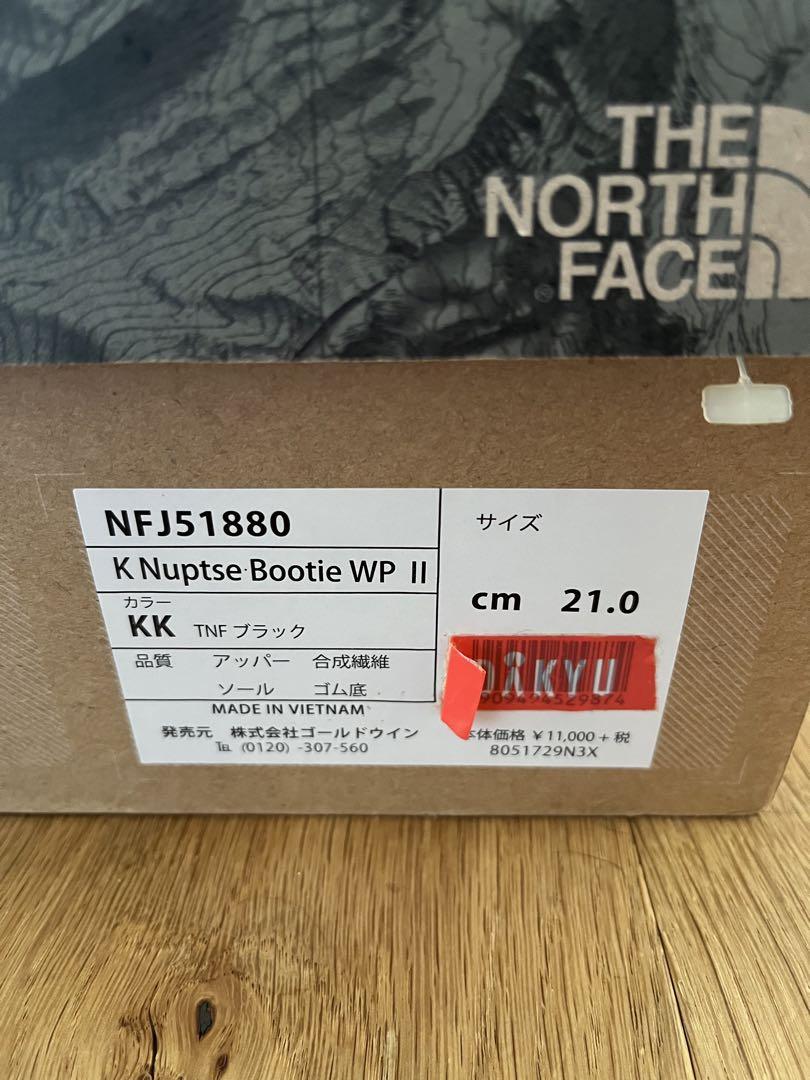 THE
NORTH
FACE
NFJ51880
K Nuptse Bootie WP II
カラー
KK TNF ブラック
品質 アッパー 合成繊維
ソール ゴム底
MADE IN VIETNAM
発売元 株式会社ゴールドウイン
℡ (0120) -307-560
サイズ
cm 21.0
体価格 ¥11,000 + 税
8051729N3X